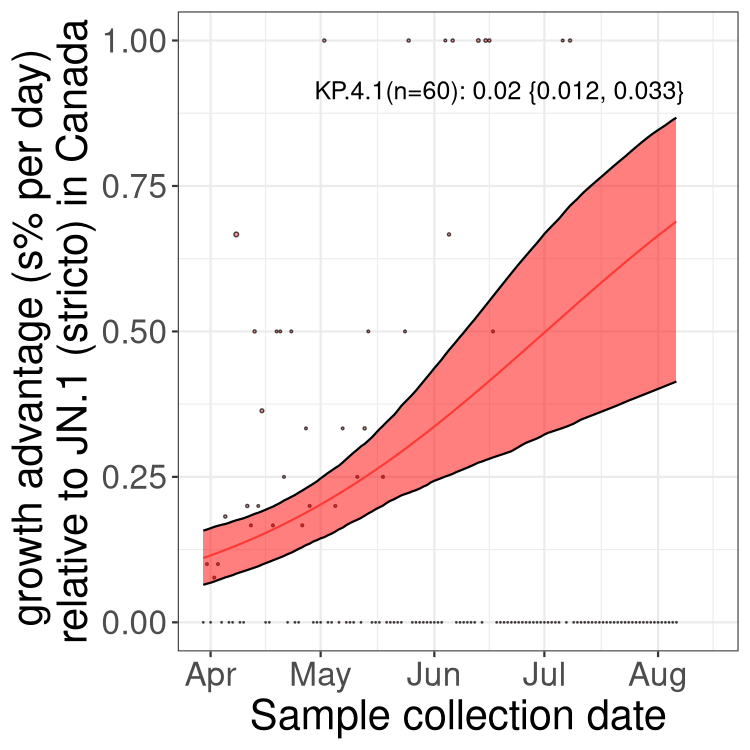 growth advantage (s% per day)
relative to JN.1 (stricto) in Canada
1.00
0.75
0.50
0.25
0.00
KP.4.1(n=60): 0.02 {0.012, 0.033}
Apr May Jun Jul Aug
Sample collection date